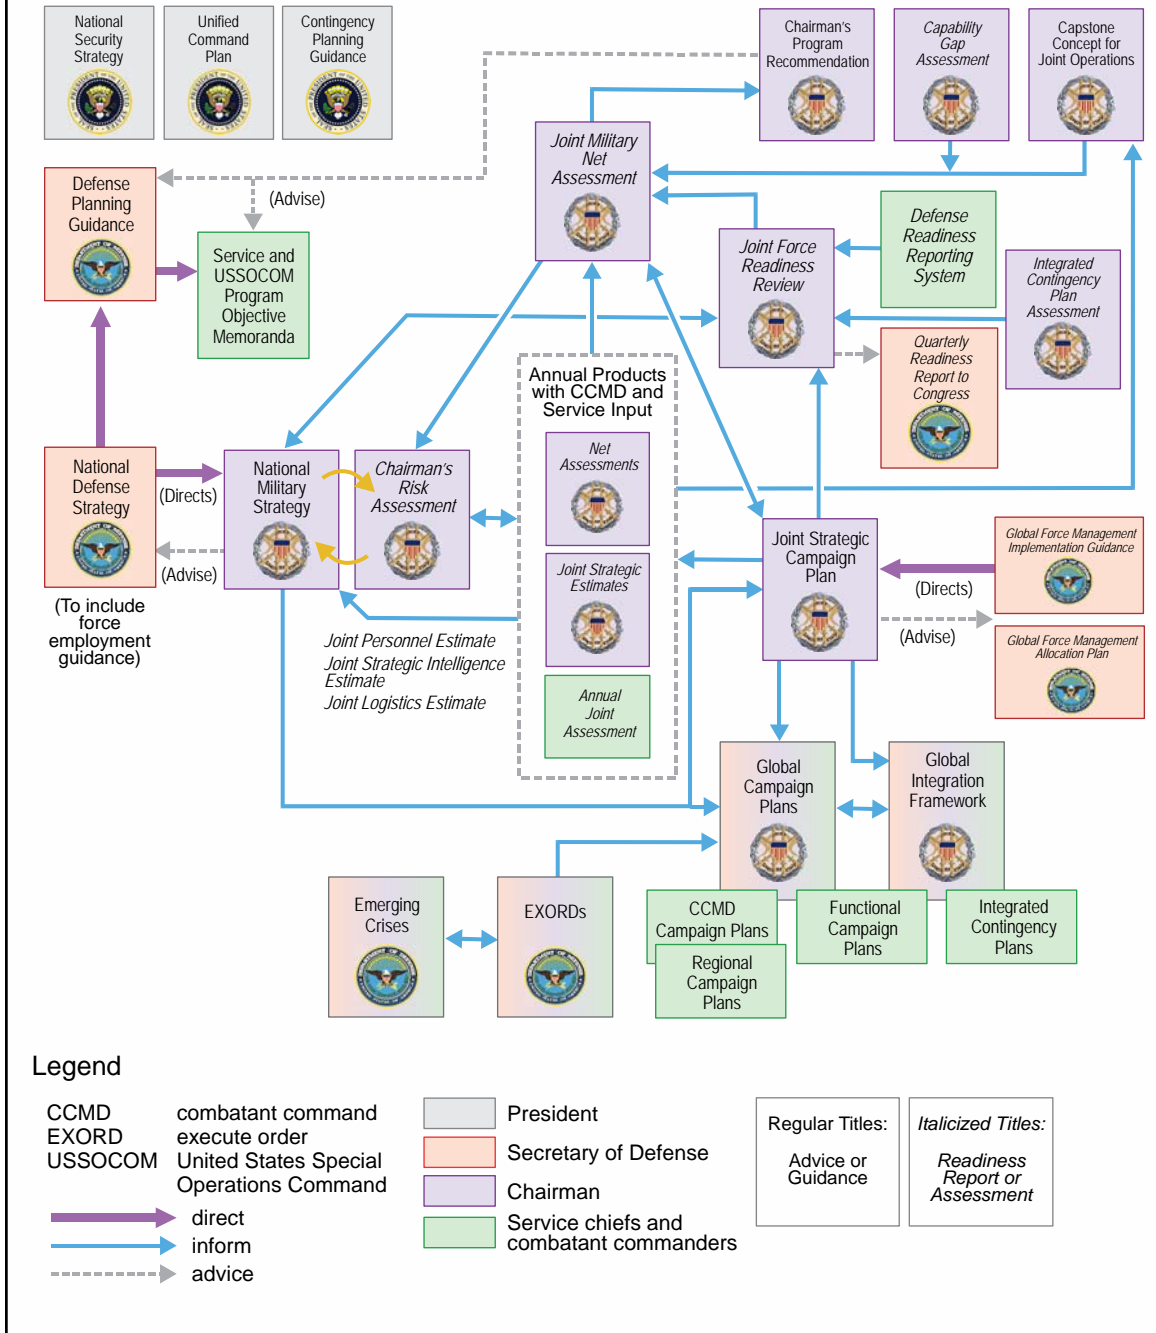 National
Security
Strategy
Unified
Command
Plan
Contingency
Planning
Guidance
Chairman's
Program
Recommendation
Capability
Gap
Assessment
Capstone
Concept for
Joint Operations
Joint Military
Net
Assessment
Defense
Planning
Guidance
(Advise)
Service and
USSOCOM
Program
Objective
Memoranda
Joint Force
Readiness
Review
Defense
Readiness
Reporting
System
Integrated
Contingency
Plan
Assessment
Quarterly
Readiness
Report to
Congress
Annual Products
with CCMD and
Service Input
Net
Assessments
Joint Strategic
Estimates
Annual
Joint
Assessment
National
Defense
Strategy
(Directs)
(Advise)
(To include
force
employment
guidance)
National
Military
Strategy
Chairman's
Risk
Assessment
Joint Personnel Estimate
Joint Strategic Intelligence
Estimate
Joint Logistics Estimate
Joint Strategic
Campaign
Plan
(Directs)
(Advise)
Global Force Management
Implementation Guidance
Global Force Management
Allocation Plan
Global
Campaign
Plans
Global
Integration
Framework
Emerging
Crises
EXORDs
CCMD
Campaign Plans
Regional
Campaign
Plans
Functional
Campaign
Plans
Integrated
Contingency
Plans
Legend
CCMD combatant command
EXORD execute order
USSOCOM United States Special
Operations Command
direct
inform
advice
President
Secretary of Defense
Chairman
Service chiefs and
combatant commanders
Regular Titles:
Advice or
Guidance
Italicized Titles:
Readiness
Report or
Assessment